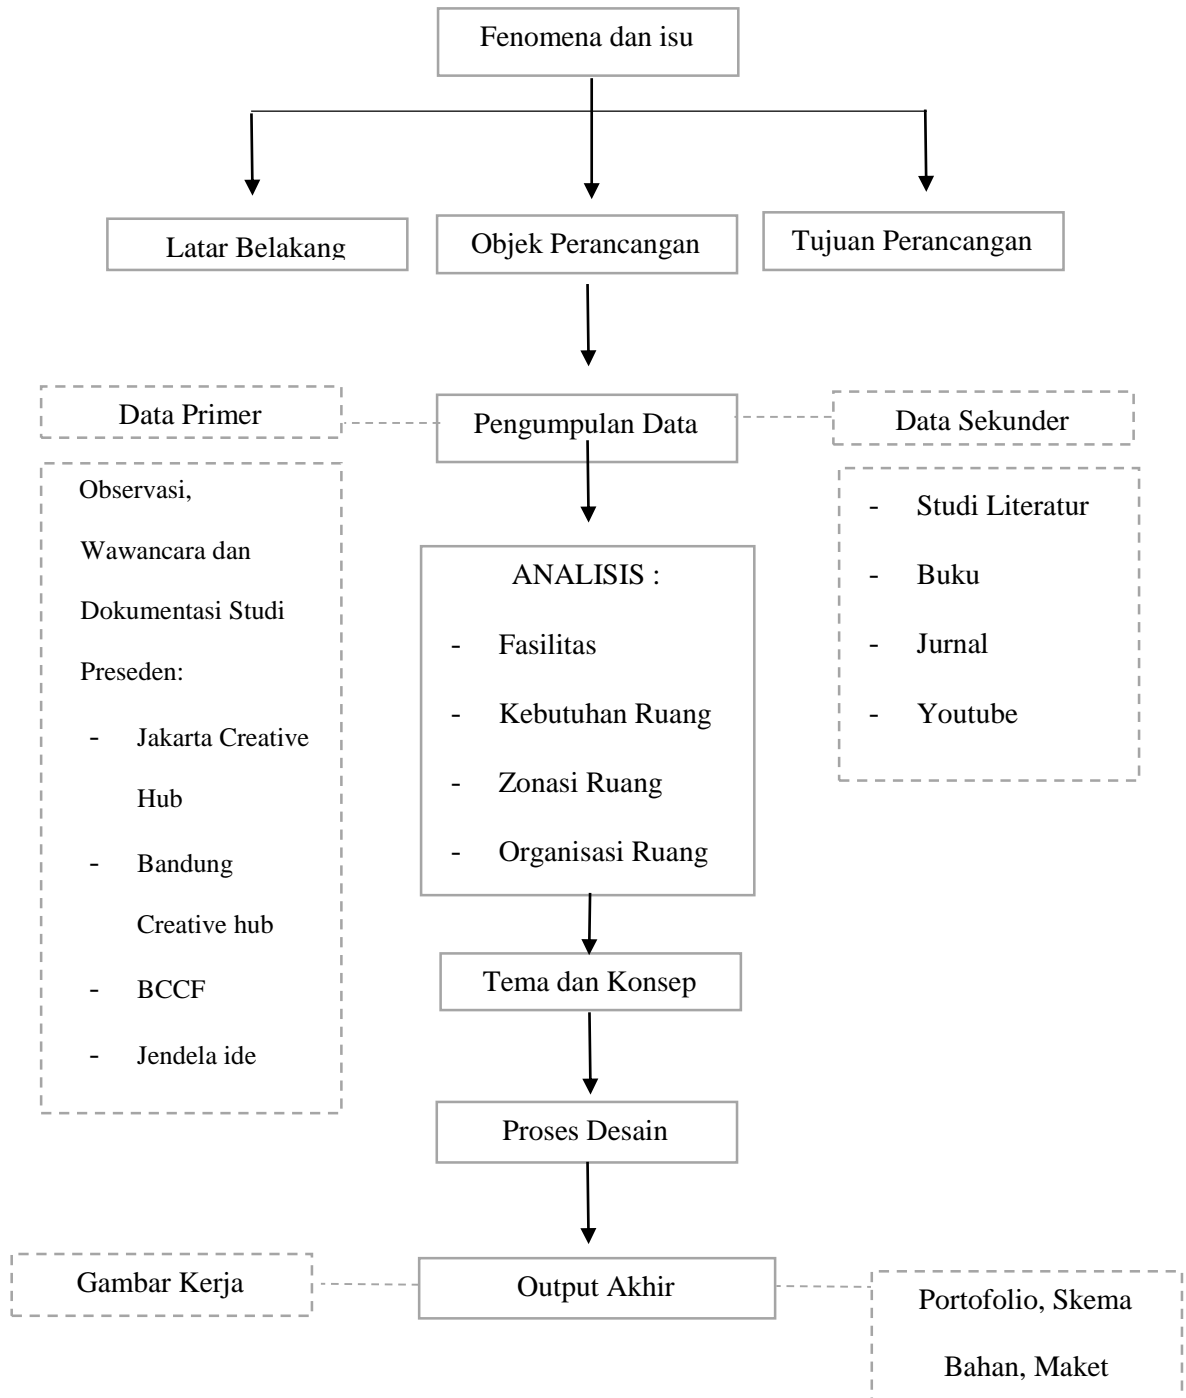 Fenomena dan isu
Latar Belakang
Objek Perancangan
Tujuan Perancangan
Data Primer
Pengumpulan Data
Data Sekunder
Observasi,
Wawancara dan
Dokumentasi Studi
Preseden:
- Jakarta Creative
Hub
- Bandung
Creative hub
- BCCF
- Jendela ide
ANALISIS :
- Fasilitas
- Kebutuhan Ruang
- Zonasi Ruang
- Organisasi Ruang
- Studi Literatur
- Buku
- Jurnal
- Youtube
Tema dan Konsep
Proses Desain
Gambar Kerja
Output Akhir
Portofolio, Skema
Bahan, Maket